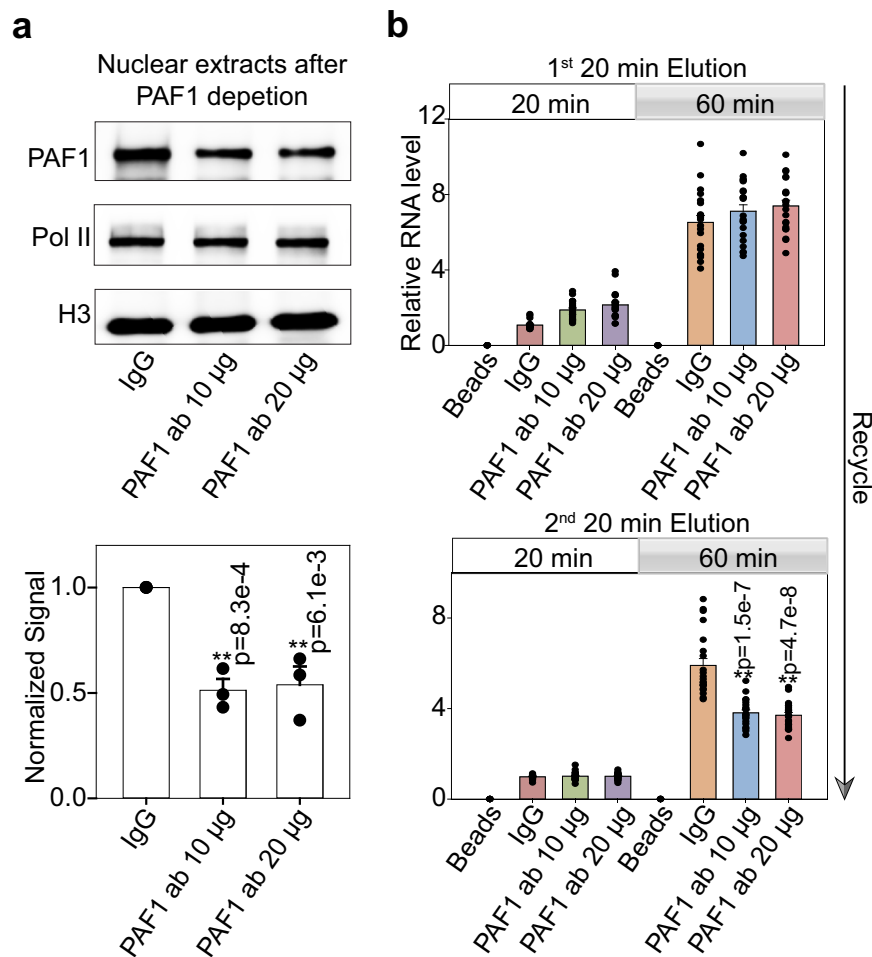 a
Nuclear extracts after
PAF1 depetion
PAF1
Pol II
H3
IgG
PAF1 ab 10 µg
PAF1 ab 20 µg
Normalized Signal
1.0
0.5
0.0
**
p=8.3e-4
**
p=6.1e-3
IgG
PAF1 ab 10 µg
PAF1 ab 20 µg
b
1st 20 min Elution
20 min
60 min
Relative RNA level
12
8
4
0
Beads
IgG
PAF1 ab 10 µg
PAF1 ab 20 µg
Beads
IgG
PAF1 ab 10 µg
PAF1 ab 20 µg
Recycle
2nd 20 min Elution
20 min
60 min
8
4
0
**p=1.5e-7
**p=4.7e-8
Beads
IgG
PAF1 ab 10 µg
PAF1 ab 20 µg
Beads
IgG
PAF1 ab 10 µg
PAF1 ab 20 µg